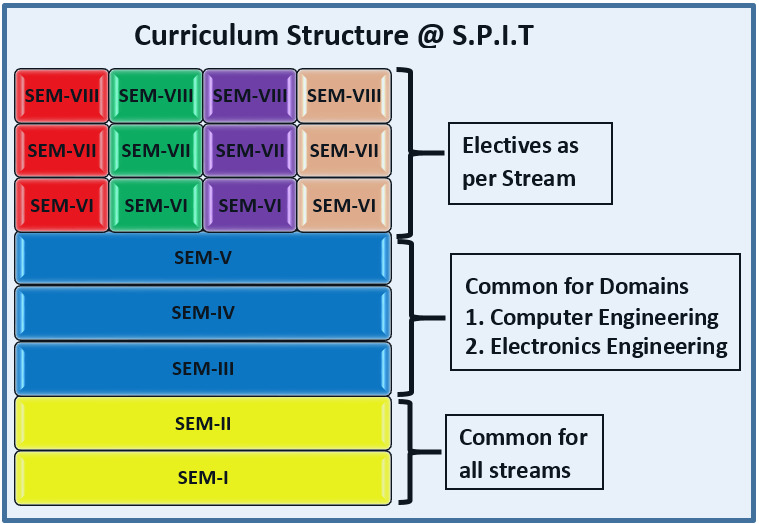 Curriculum Structure @ S.P.I.T
SEM-VIII SEM-VIII SEM-VIII SEM-VIII
SEM-VII SEM-VII SEM-VII SEM-VII
SEM-VI SEM-VI SEM-VI SEM-VI
Electives as
per Stream
SEM-V
SEM-IV
SEM-III
Common for Domains
1. Computer Engineering
2. Electronics Engineering
SEM-II
SEM-I
Common for
all streams